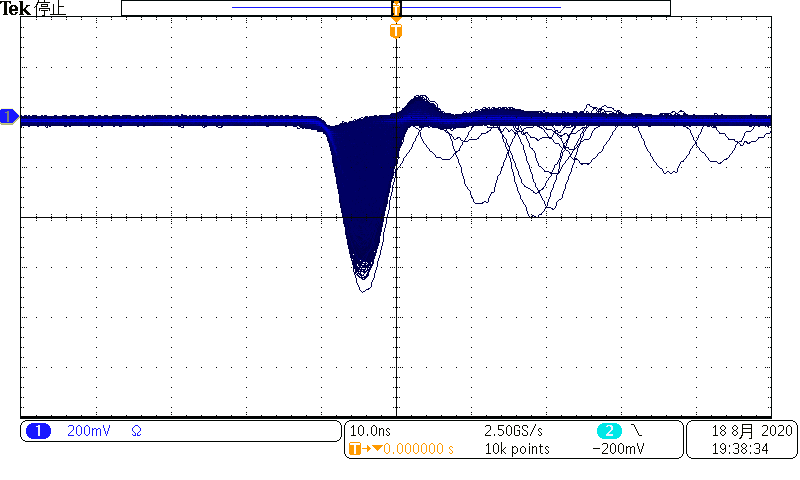 Tek 停止
T
T
1
1 200mV Ω
10.0ns 2.50GS/s 2 \
T→▼0.000000 s 10k points −200mV
18 8月 2020
19:38:34